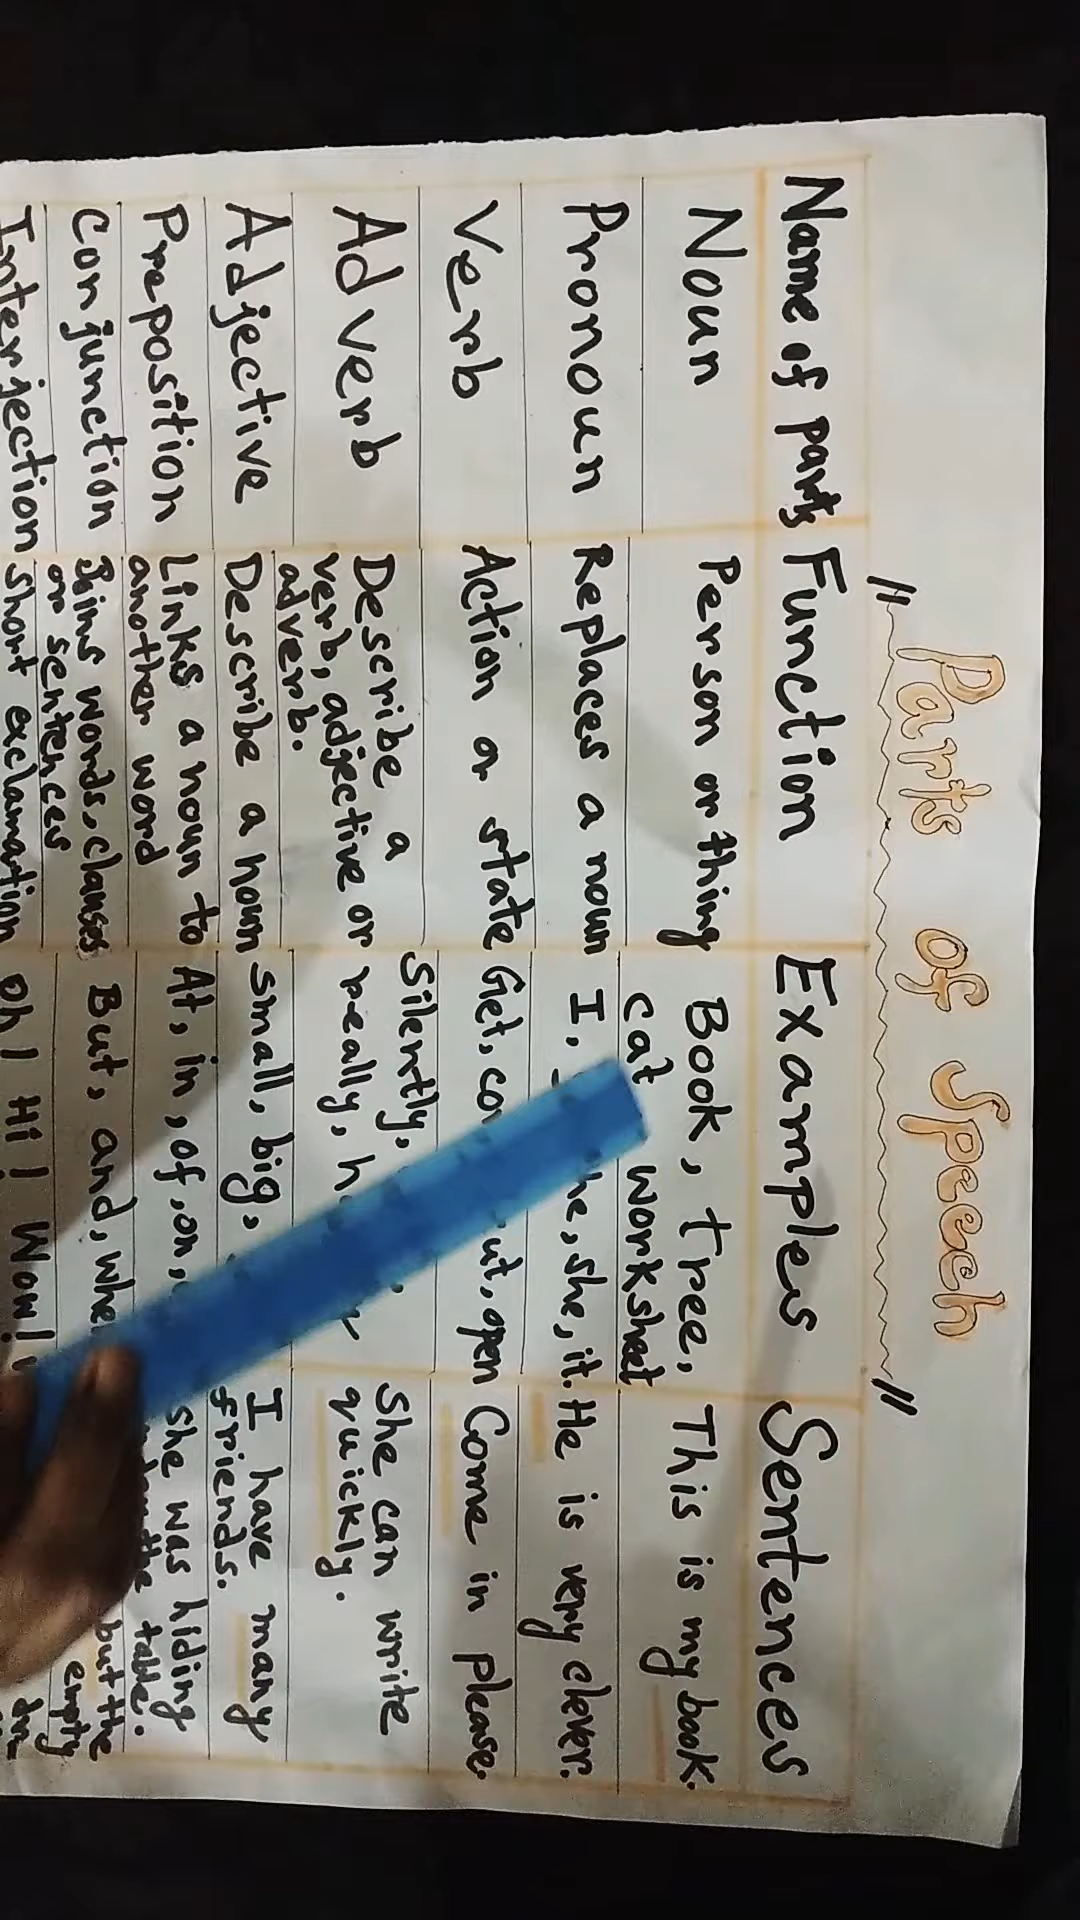 Parts of Speech
Name of parts Function Examples Sentences
Noun Person or thing Book, tree, This is my book.
cat worksheet
Pronoun Replaces a noun I, he, she, it. He is very clever.
Verb Action or state Get, out, open Come in please.
Adverb Describe a silently, She can write
verb, adjective or really, quickly.
adverb.
Adjective Describe a noun small, big, I have many
friends.
Preposition Links a noun to At, in, of, on, She was hiding
another word the table.
Conjunction Joins words, clauses But, and, but the
or sentences empty
Interjection short exclamation oh! Hi! Wow!